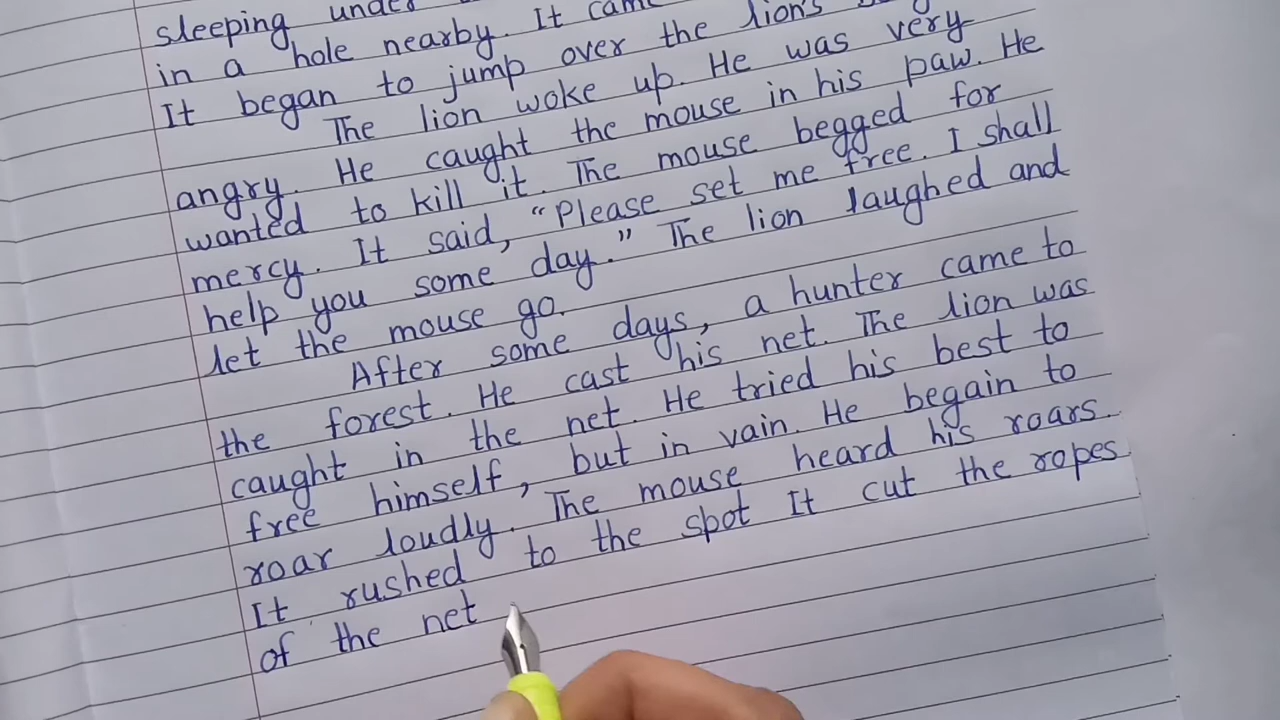 sleeping under
in a hole nearby. It came
It began to jump over the lion's
The lion woke up. He was very
angry. He caught the mouse in his paw. He
wanted to kill it. The mouse begged for
mercy. It said, "Please set me free. I shall
help you some day." The lion laughed and
let the mouse go.
After some days, a hunter came to
the forest. He cast his net. The lion was
caught in the net. He tried his best to
free himself, but in vain. He begain to
roar loudly. The mouse heard his roars.
It rushed to the spot It cut the ropes
of the net